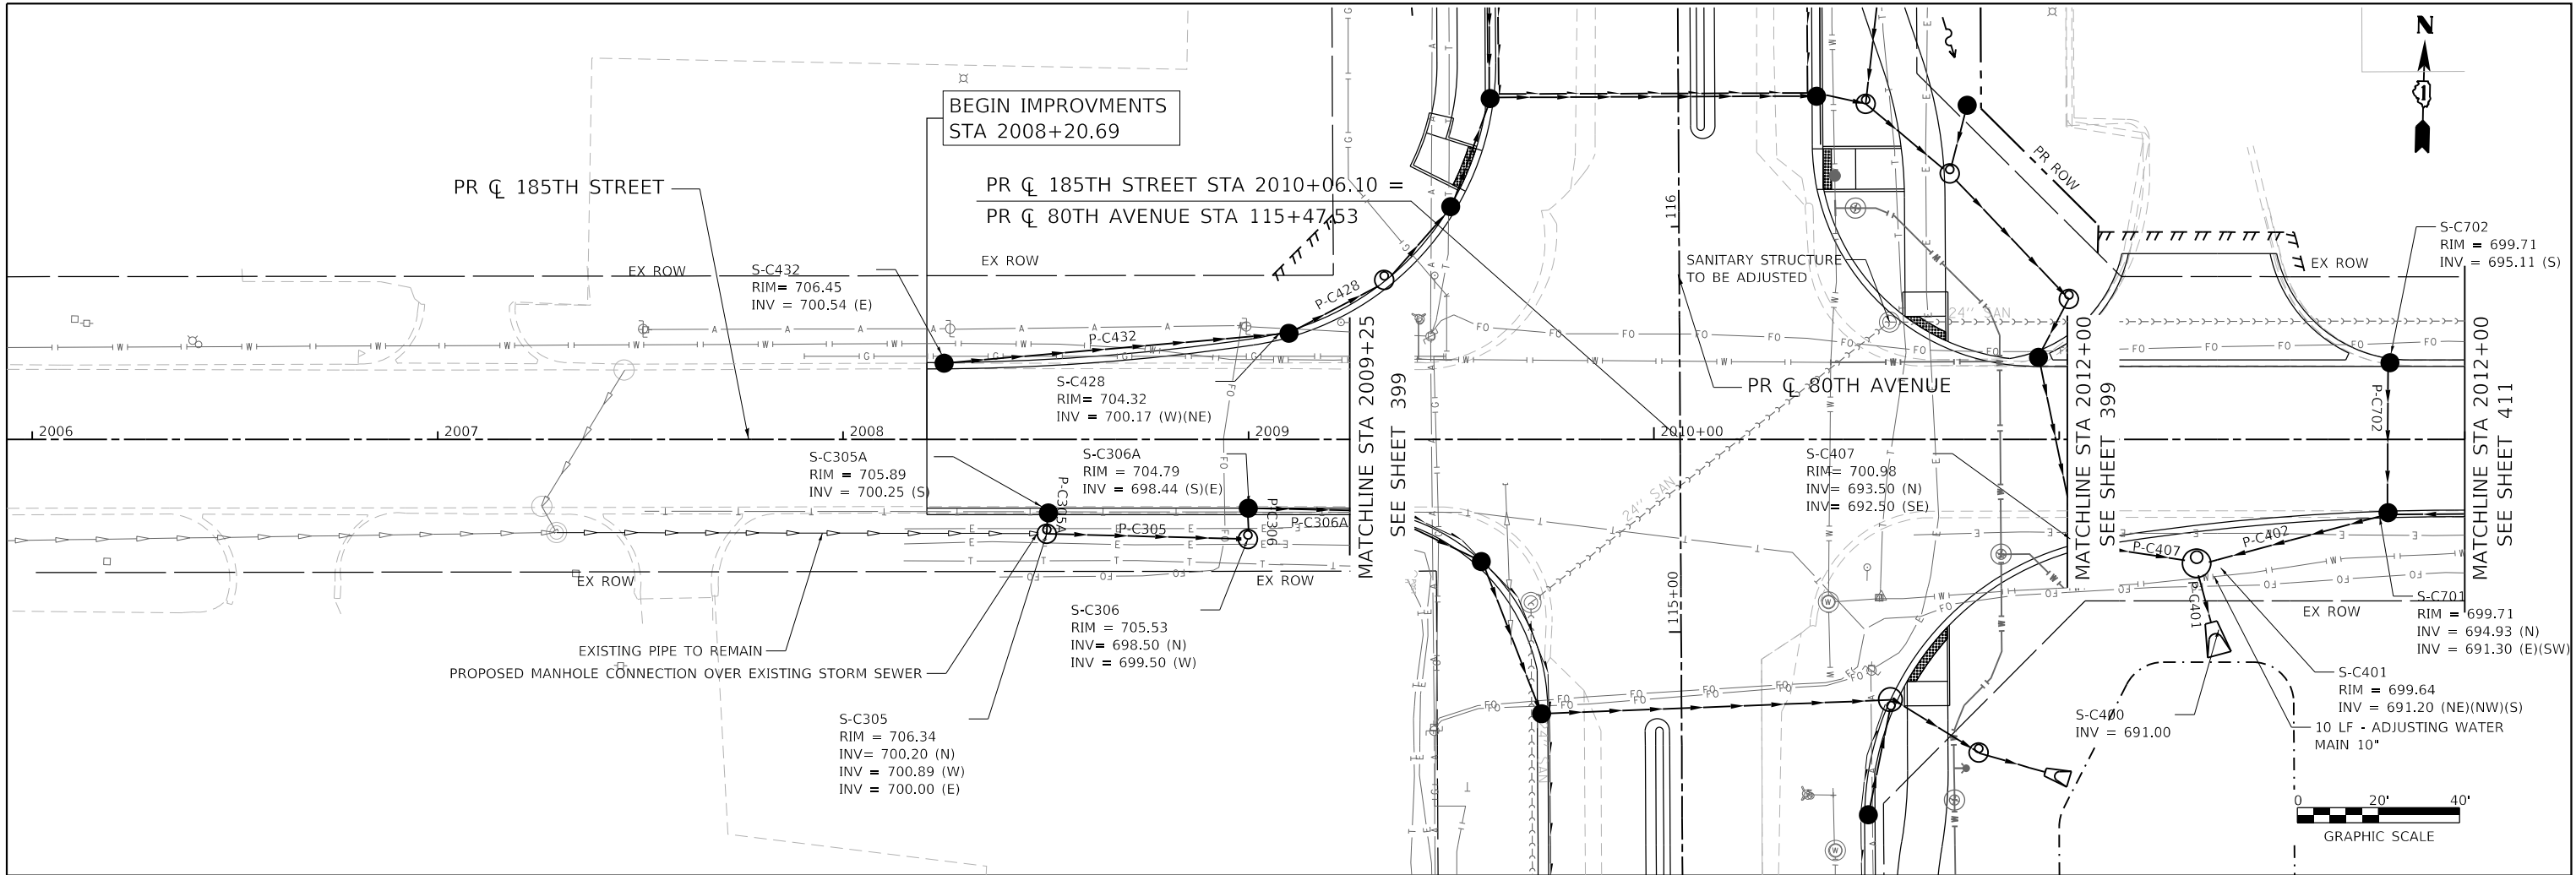 N
1
BEGIN IMPROVMENTS
STA 2008+20.69
PR ℄ 185TH STREET
PR ℄ 185TH STREET STA 2010+06.10 =
PR ℄ 80TH AVENUE STA 115+47.53
116
PR ROW
EX ROW
EX ROW
S-C432
RIM= 706.45
INV = 700.54 (E)
P-C428
P-C432
SANITARY STRUCTURE
TO BE ADJUSTED
24" SAN
EX ROW
S-C702
RIM = 699.71
INV = 695.11 (S)
S-C428
RIM= 704.32
INV = 700.17 (W)(NE)
MATCHLINE STA 2009+25
SEE SHEET 399
PR ℄ 80TH AVENUE
MATCHLINE STA 2012+00
SEE SHEET 399
P-C702
MATCHLINE STA 2012+00
SEE SHEET 411
2006
2007
2008
2009
2010+00
S-C305A
RIM = 705.89
INV = 700.25 (S)
S-C306A
RIM = 704.79
INV = 698.44 (S)(E)
S-C407
RIM= 700.98
INV= 693.50 (N)
INV= 692.50 (SE)
24" SAN
P-C305A
P-C305
P-C306
P-C306A
P-C407
P-C402
P-C401
EX ROW
EX ROW
EX ROW
115+00
S-C306
RIM = 705.53
INV= 698.50 (N)
INV = 699.50 (W)
S-C701
RIM = 699.71
INV = 694.93 (N)
INV = 691.30 (E)(SW)
EXISTING PIPE TO REMAIN
PROPOSED MANHOLE CONNECTION OVER EXISTING STORM SEWER
S-C401
RIM = 699.64
INV = 691.20 (NE)(NW)(S)
S-C305
RIM = 706.34
INV= 700.20 (N)
INV = 700.89 (W)
INV = 700.00 (E)
S-C400
INV = 691.00
10 LF - ADJUSTING WATER
MAIN 10"
24" SAN
0 20' 40'
GRAPHIC SCALE